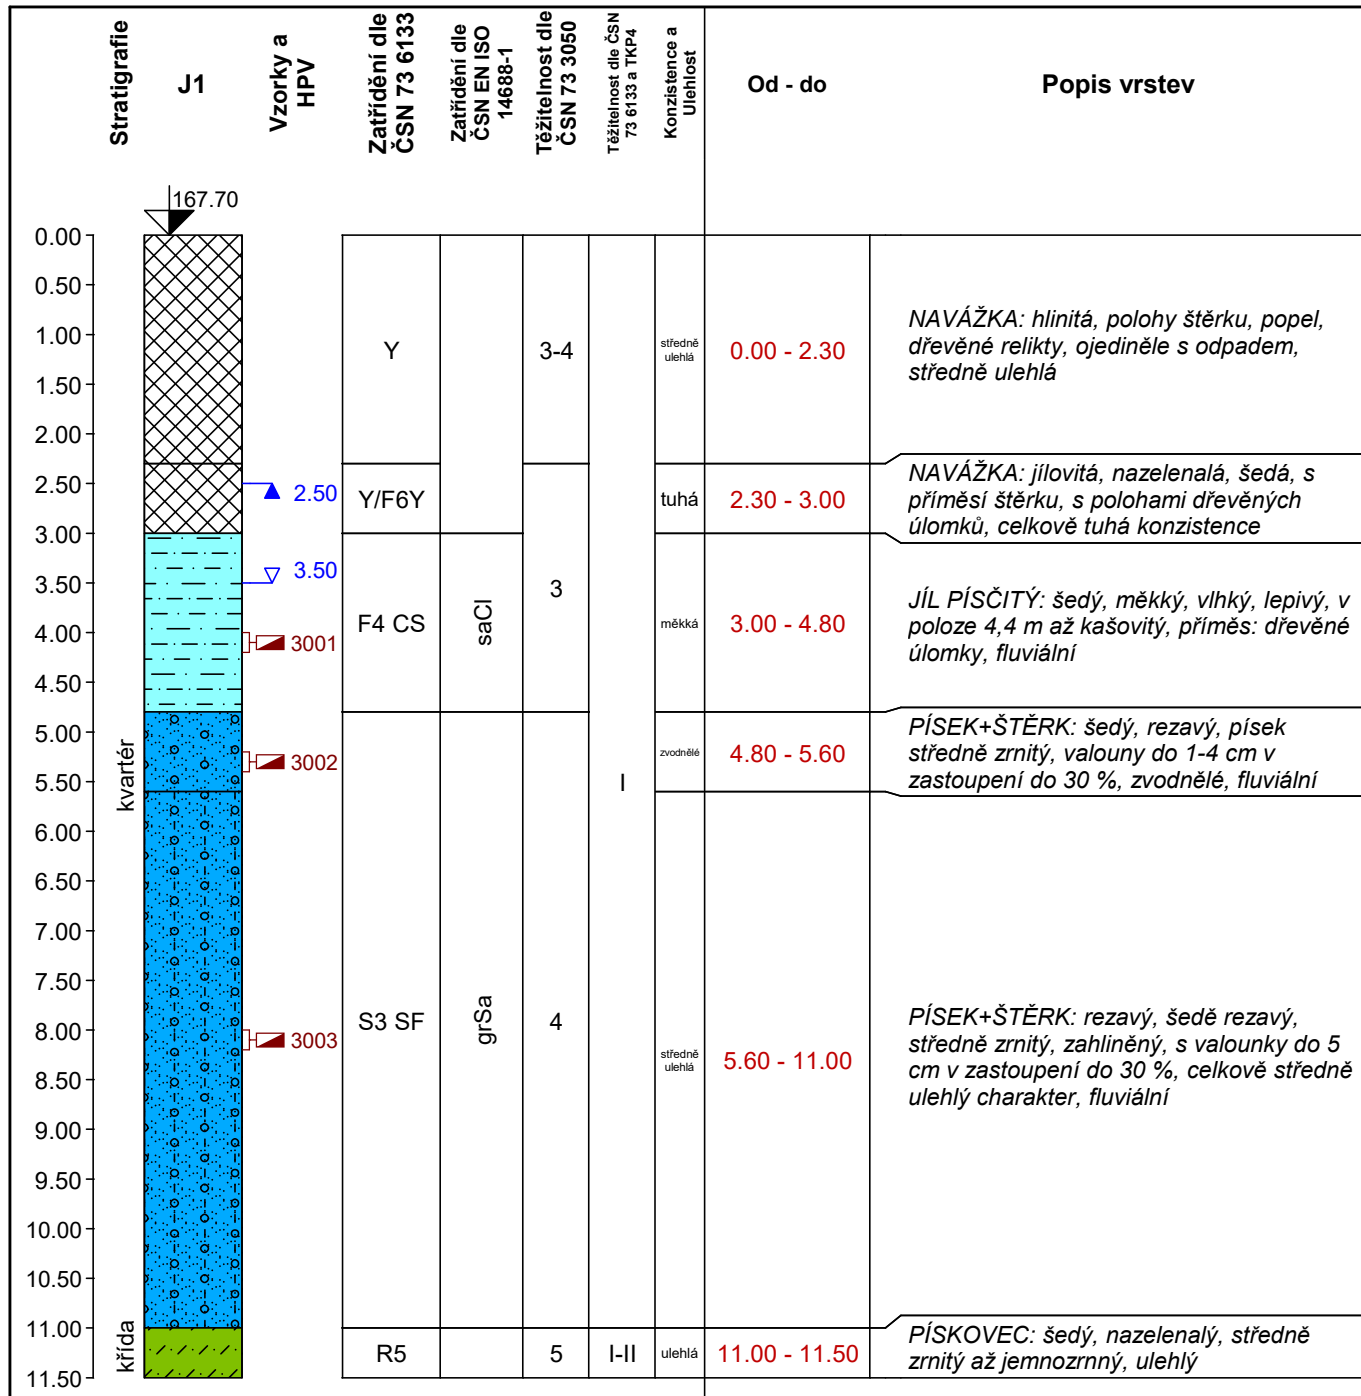 Stratigrafie
J1
Vzorky a
HPV
Zatřídění dle
ČSN 73 6133
Zatřídění dle
ČSN EN ISO
14688-1
Těžitelnost dle
ČSN 73 3050
Těžitelnost dle ČSN
73 6133 a TKP4
Konzistence a
Ulehlost
Od - do
Popis vrstev
167.70
0.00
0.50
1.00
1.50
2.00
2.50
3.00
3.50
4.00
4.50
5.00
5.50
6.00
6.50
7.00
7.50
8.00
8.50
9.00
9.50
10.00
10.50
11.00
11.50
kvartér
křída
2.50
3.50
3001
3002
3003
Y
Y/F6Y
F4 CS
S3 SF
R5
saCl
grSa
3-4
3
4
5
I
I-II
středně
ulehlá
tuhá
měkká
zvodnělé
středně
ulehlá
ulehlá
0.00 - 2.30
NAVÁŽKA: hlinitá, polohy štěrku, popel,
dřevěné relikty, ojediněle s odpadem,
středně ulehlá
2.30 - 3.00
NAVÁŽKA: jílovitá, nazelenalá, šedá, s
příměsí štěrku, s polohami dřevěných
úlomků, celkově tuhá konzistence
3.00 - 4.80
JÍL PÍSČITÝ: šedý, měkký, vlhký, lepivý, v
poloze 4,4 m až kašovitý, příměs: dřevěné
úlomky, fluviální
4.80 - 5.60
PÍSEK+ŠTĚRK: šedý, rezavý, písek
středně zrnitý, valouny do 1-4 cm v
zastoupení do 30 %, zvodnělé, fluviální
5.60 - 11.00
PÍSEK+ŠTĚRK: rezavý, šedě rezavý,
středně zrnitý, zahliněný, s valounky do 5
cm v zastoupení do 30 %, celkově středně
ulehlý charakter, fluviální
11.00 - 11.50
PÍSKOVEC: šedý, nazelenalý, středně
zrnitý až jemnozrnný, ulehlý